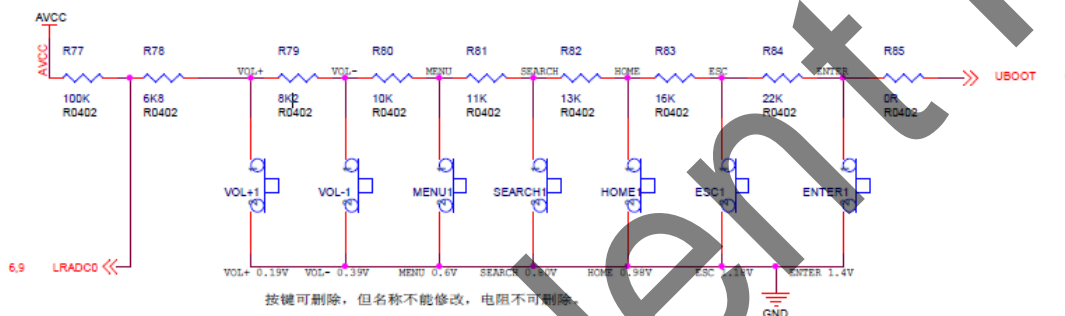 AVCC
AVCC
R77 R78 R79 R80 R81 R82 R83 R84 R85
VOL+ VOL- MENU SEARCH HOME ESC ENTER
UBOOT
100K 6K8 8K2 10K 11K 13K 16K 22K 0R
R0402 R0402 R0402 R0402 R0402 R0402 R0402 R0402 R0402
VOL+1 VOL-1 MENU1 SEARCH1 HOME1 ESC1 ENTER1
6,9 LRADC0
VOL+ 0.19V VOL- 0.39V MENU 0.6V SEARCH 0.80V HOME 0.98V ESC ENTER 1.4V
按键可删除，但名称不能修改，电阻不可删除。
GND